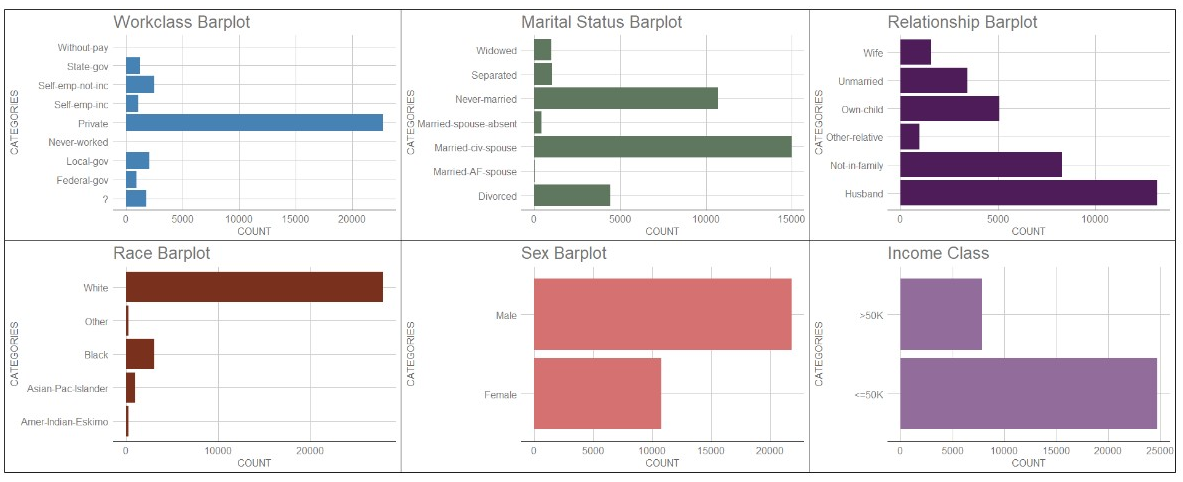 Workclass Barplot
Without-pay
State-gov
Self-emp-not-inc
Self-emp-inc
Private
Never-worked
Local-gov
Federal-gov
?
CATEGORIES
0 5000 10000 15000 20000
COUNT
Marital Status Barplot
Widowed
Separated
Never-married
Married-spouse-absent
Married-civ-spouse
Married-AF-spouse
Divorced
CATEGORIES
0 5000 10000 15000
COUNT
Relationship Barplot
Wife
Unmarried
Own-child
Other-relative
Not-in-family
Husband
CATEGORIES
0 5000 10000
COUNT
Race Barplot
White
Other
Black
Asian-Pac-Islander
Amer-Indian-Eskimo
CATEGORIES
0 10000 20000
COUNT
Sex Barplot
Male
Female
CATEGORIES
0 5000 10000 15000 20000
COUNT
Income Class
>50K
<=50K
CATEGORIES
0 5000 10000 15000 20000 25000
COUNT